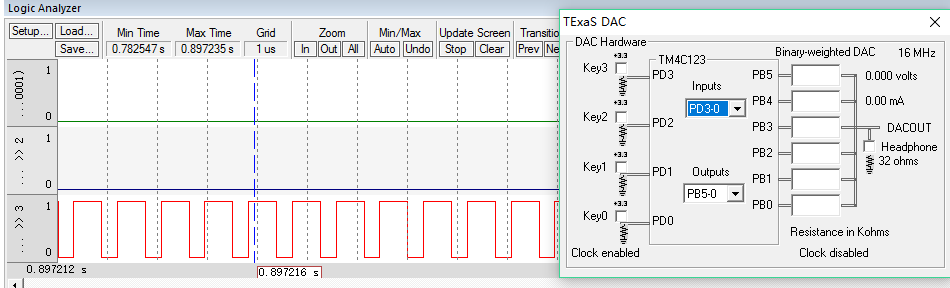 Logic Analyzer
Setup... Load... Min Time Max Time Grid Zoom Min/Max Update Screen Transitio
Save... 0.782547 s 0.897235 s 1 us In Out All Auto Undo Stop Clear Prev Ne
1
...0001)
0
1
... >> 2
0
1
... >> 3
0
0.897212 s
0.897216 s
TExaS DAC
DAC Hardware
+3.3
Key3
PD3
+3.3
Key2
PD2
+3.3
Key1
PD1
+3.3
Key0
PD0
Clock enabled
TM4C123
Inputs
PD3-0
Outputs
PB5-0
Binary-weighted DAC 16 MHz
PB5 0.000 volts
PB4 0.00 mA
PB3 DACOUT
PB2 Headphone
32 ohms
PB1
PB0
Resistance in Kohms
Clock disabled